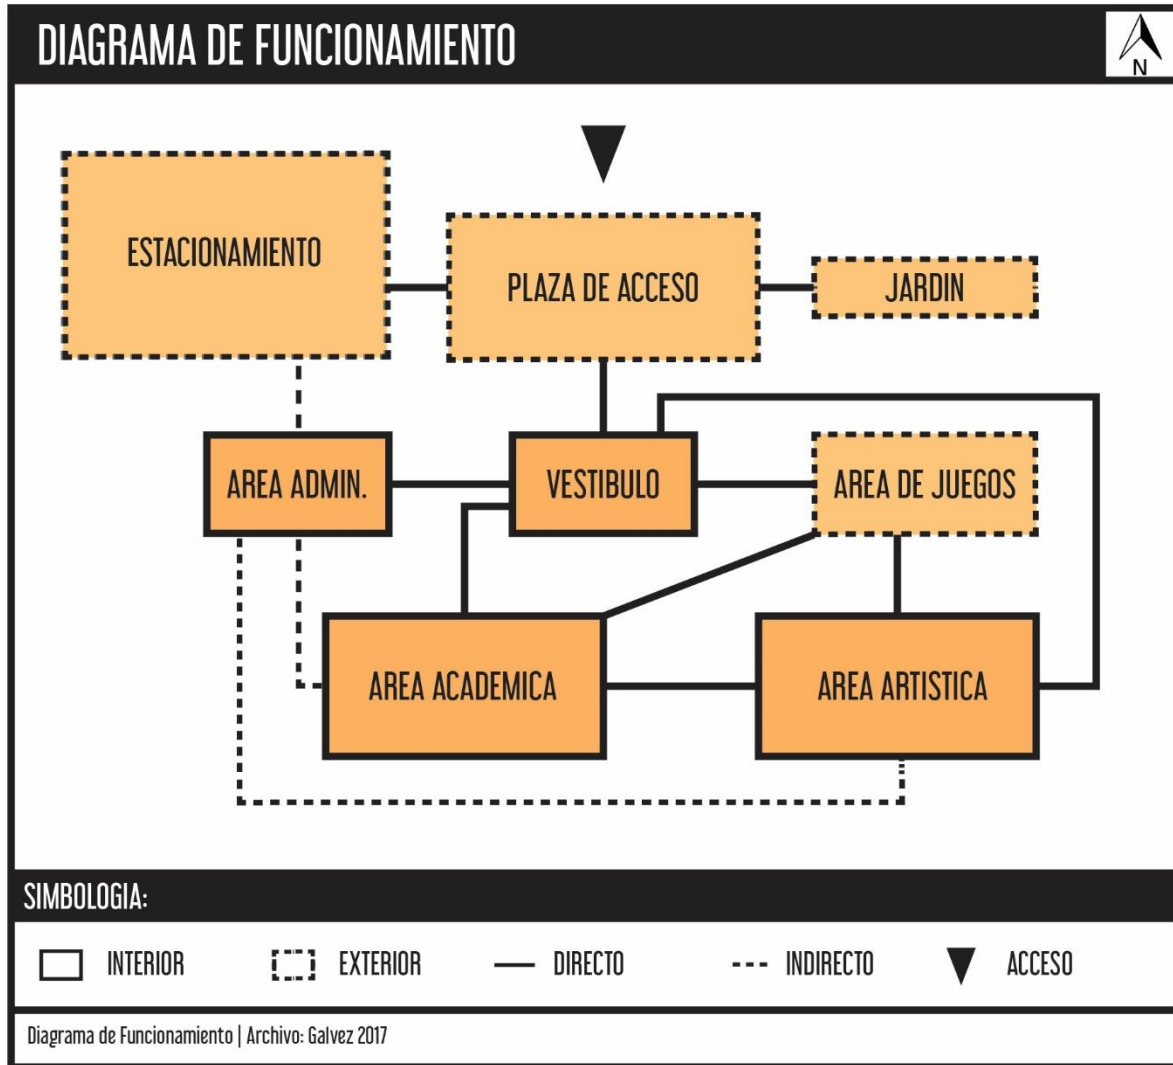 DIAGRAMA DE FUNCIONAMIENTO
N
ESTACIONAMIENTO
PLAZA DE ACCESO
JARDIN
AREA ADMIN.
VESTIBULO
AREA DE JUEGOS
AREA ACADEMICA
AREA ARTISTICA
SIMBOLOGIA:
INTERIOR
EXTERIOR
DIRECTO
INDIRECTO
ACCESO
Diagrama de Funcionamiento | Archivo: Galvez 2017